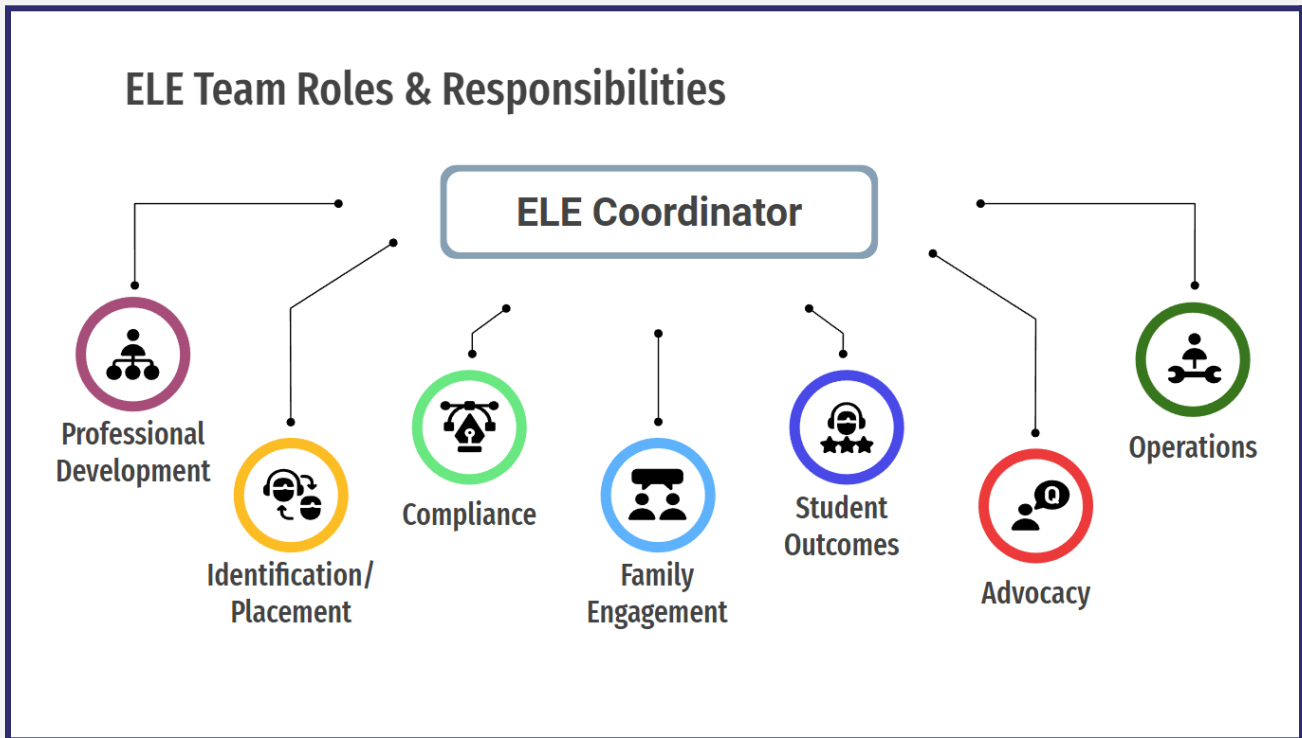 ELE Team Roles & Responsibilities
ELE Coordinator
Professional
Development
Identification/
Placement
Compliance
Family
Engagement
Student
Outcomes
Q
Advocacy
Operations